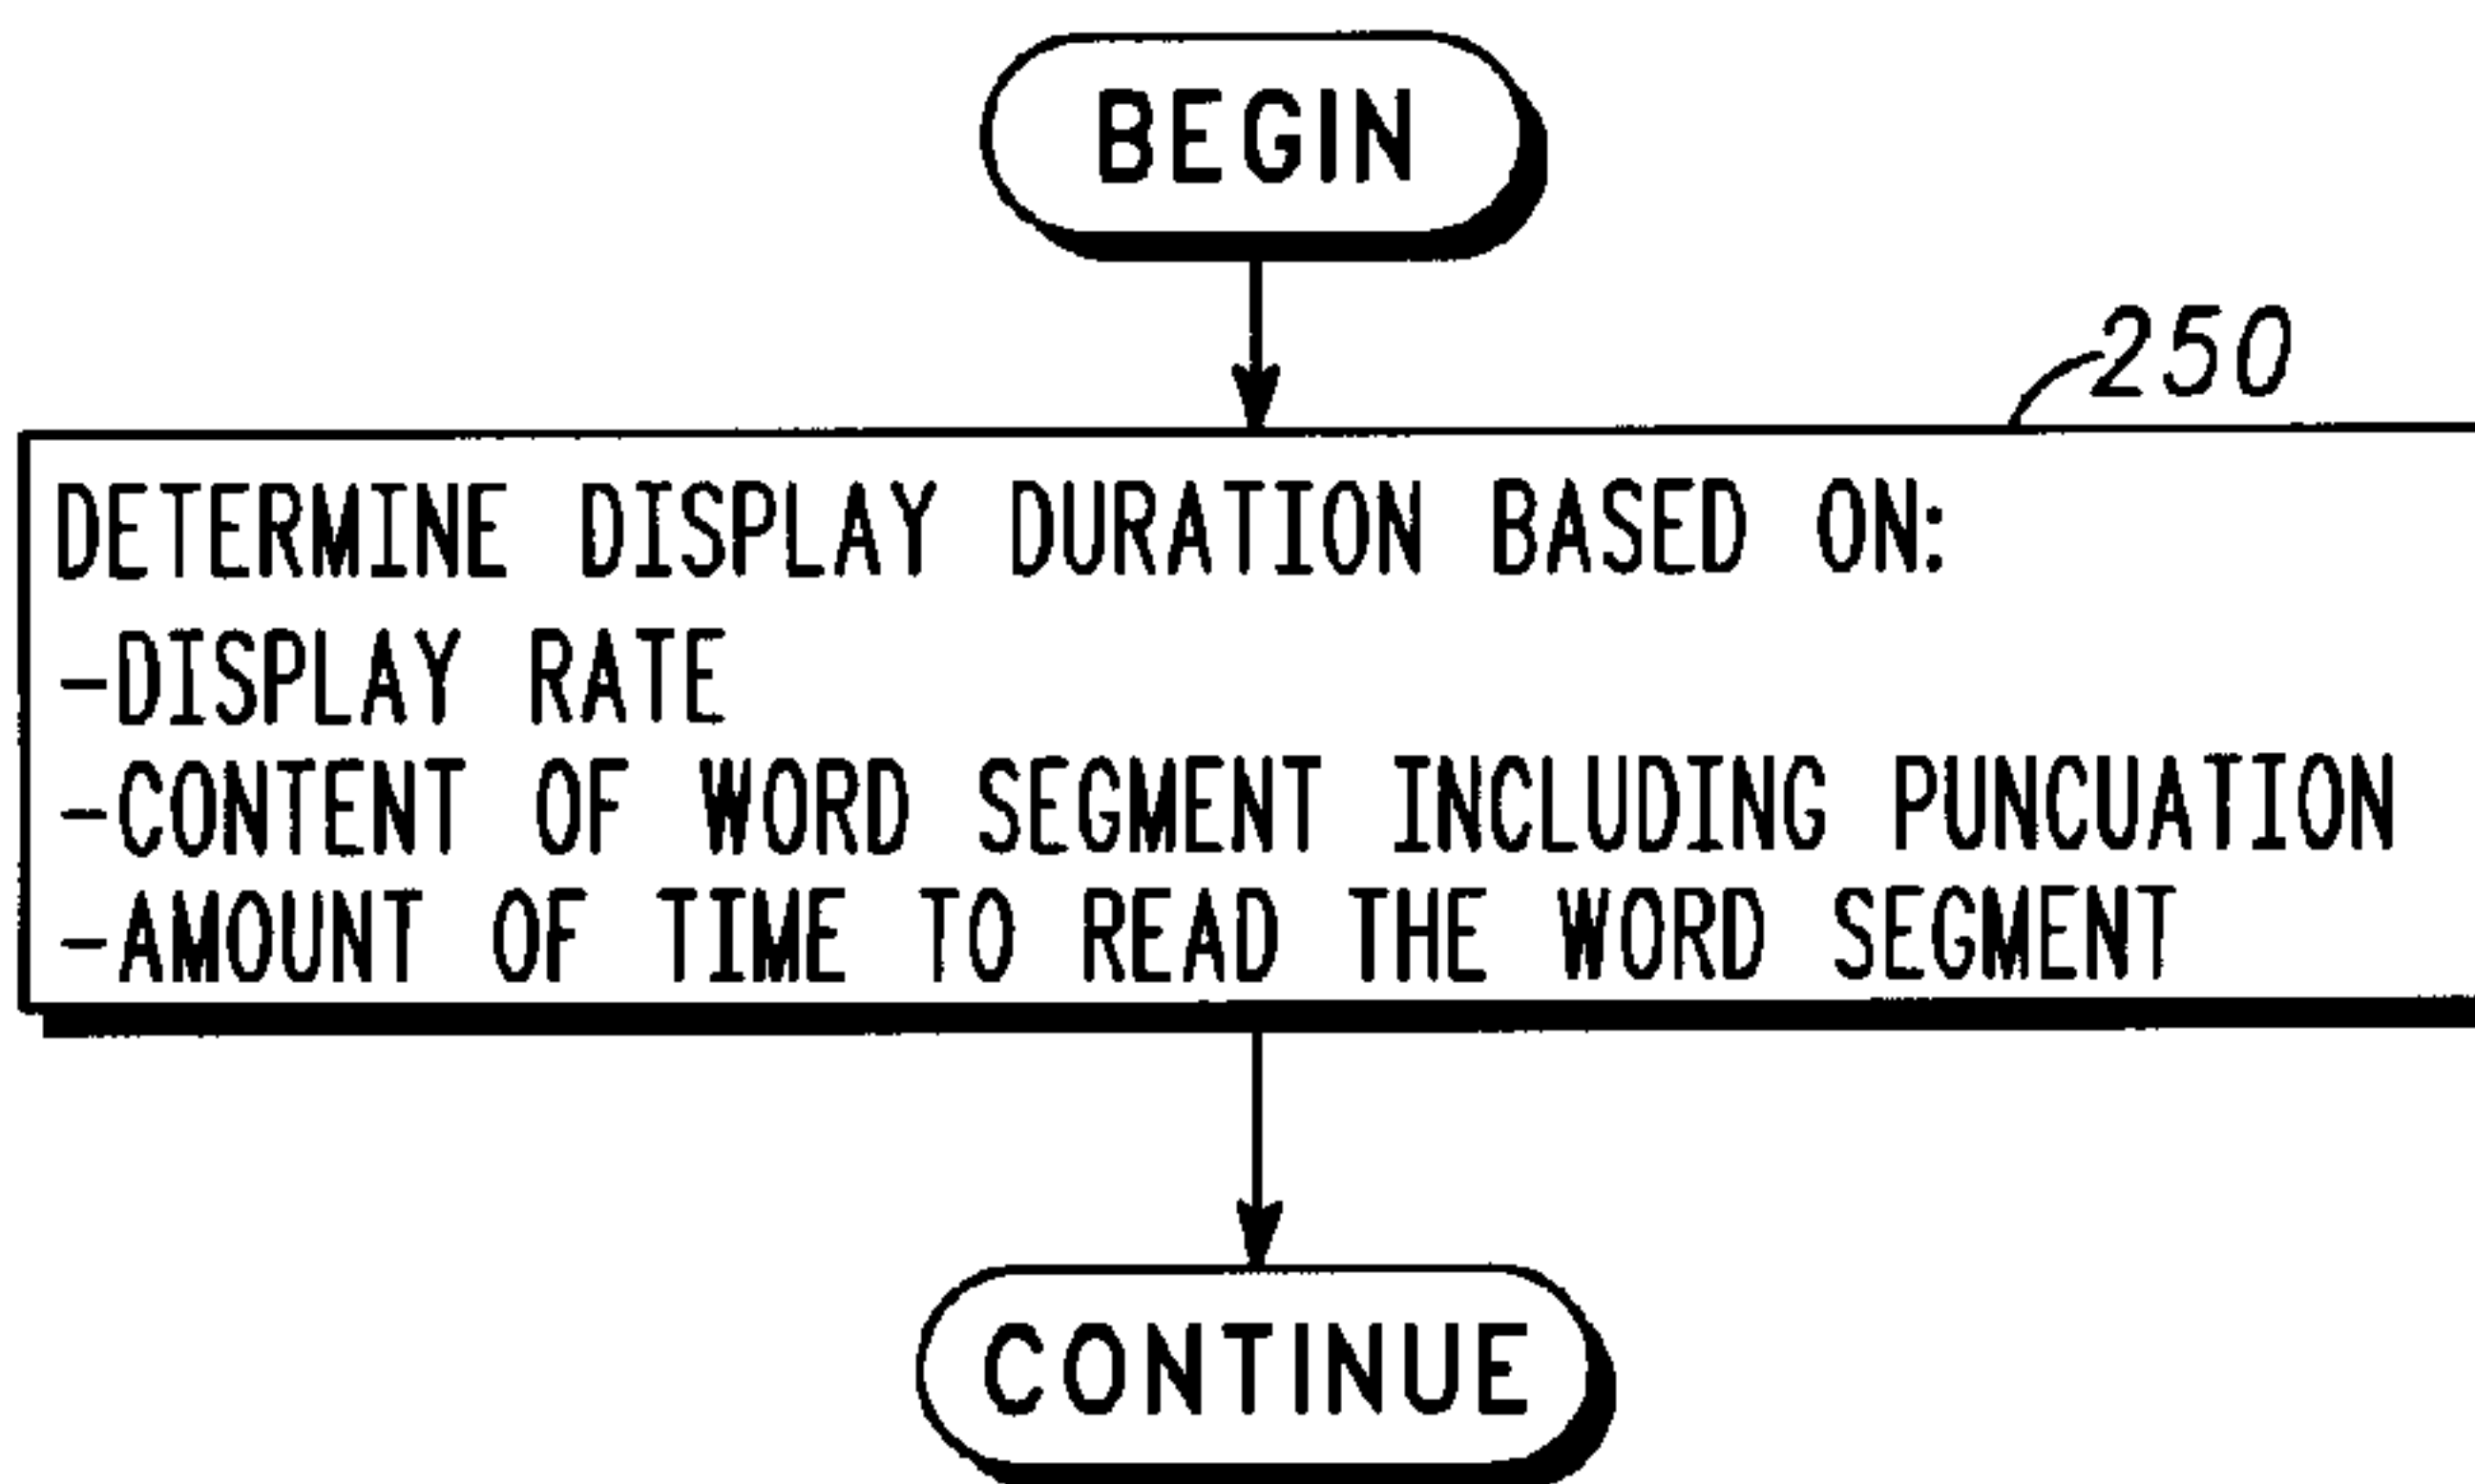 BEGIN
250
DETERMINE DISPLAY DURATION BASED ON:
-DISPLAY RATE
-CONTENT OF WORD SEGMENT INCLUDING PUNCUATION
-AMOUNT OF TIME TO READ THE WORD SEGMENT
CONTINUE